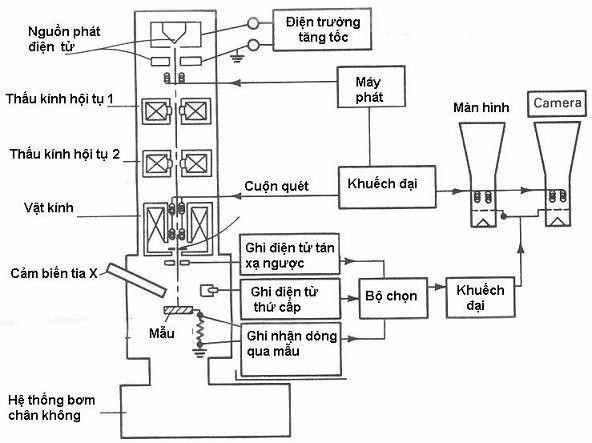 Nguồn phát
điện tử
Điện trường
tăng tốc
Thấu kính hội tụ 1
Máy
phát
Màn hình
Camera
Thấu kính hội tụ 2
Cuộn quét
Khuếch đại
Vật kính
Ghi điện tử tán
xạ ngược
Cảm biến tia X
Ghi điện tử
thứ cấp
Bộ chọn
Khuếch
đại
Mẫu
Ghi nhận dòng
qua mẫu
Hệ thống bơm
chân không